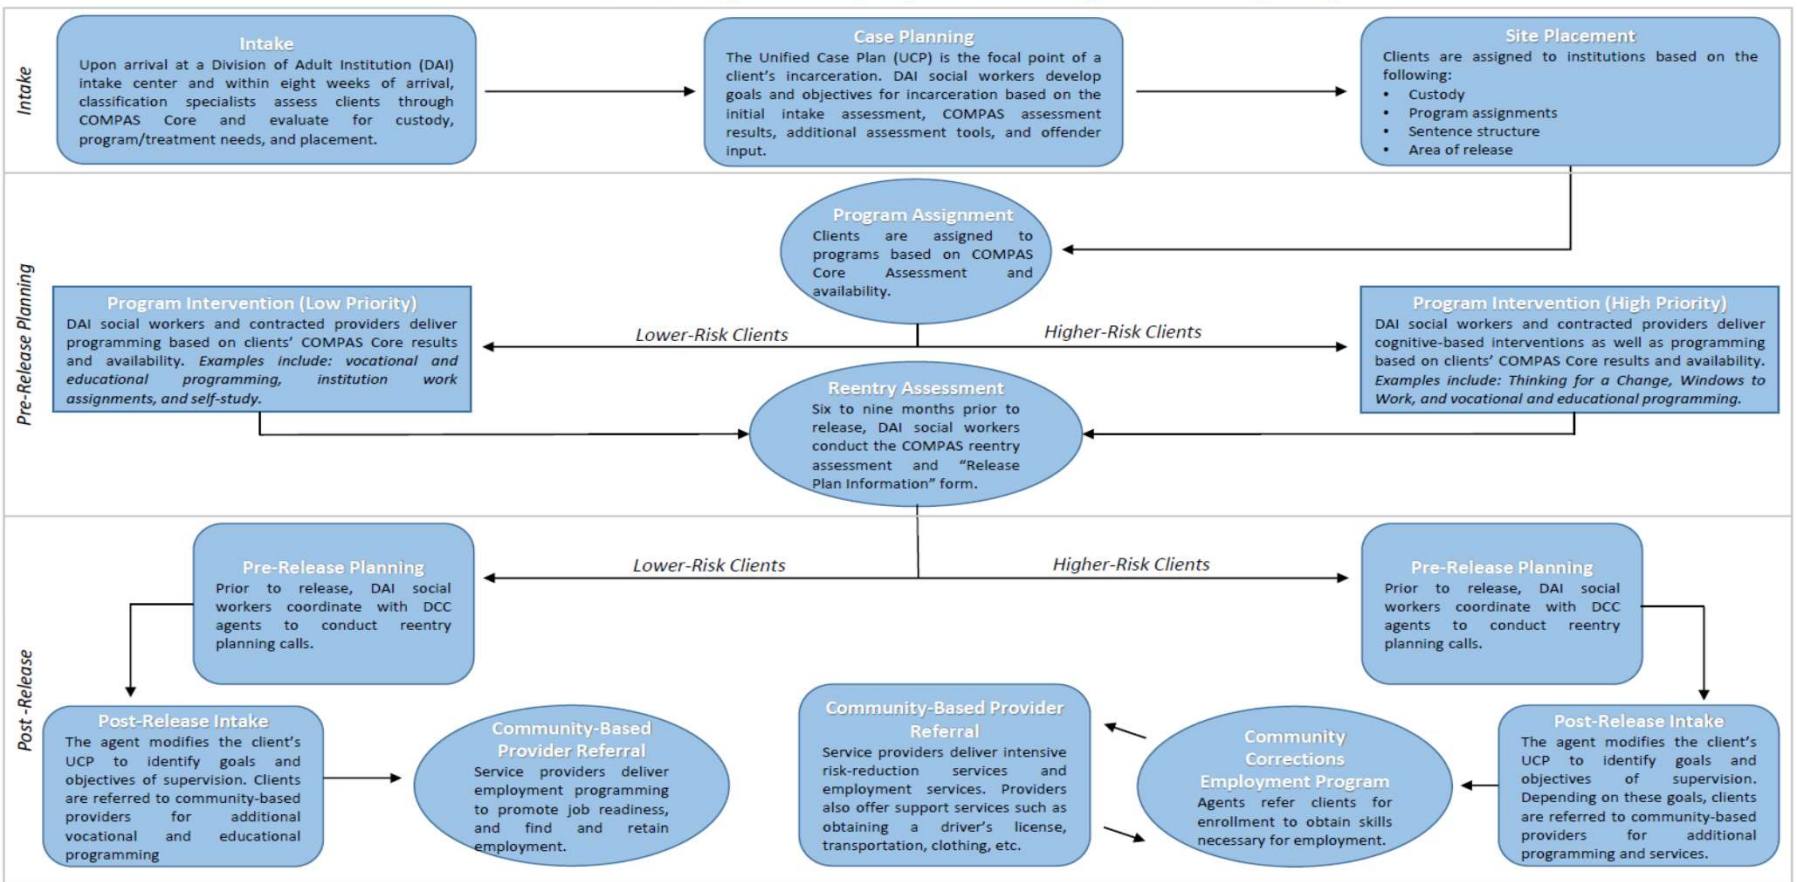 Intake
Intake
Upon arrival at a Division of Adult Institution (DAI)
intake center and within eight weeks of arrival,
classification specialists assess clients through
COMPAS Core and evaluate for custody,
program/treatment needs, and placement.
Case Planning
The Unified Case Plan (UCP) is the focal point of a
client's incarceration. DAI social workers develop
goals and objectives for incarceration based on the
initial intake assessment, COMPAS assessment
results, additional assessment tools, and offender
input.
Site Placement
Clients are assigned to institutions based on the
following:
• Custody
• Program assignments
• Sentence structure
• Area of release
Pre-Release Planning
Program Assignment
Clients are assigned to
programs based on COMPAS
Core Assessment and
availability.
Program Intervention (Low Priority)
DAI social workers and contracted providers deliver
programming based on clients' COMPAS Core results
and availability. Examples include: vocational and
educational programming, institution work
assignments, and self-study.
Lower-Risk Clients
Higher-Risk Clients
Program Intervention (High Priority)
DAI social workers and contracted providers deliver
cognitive-based interventions as well as programming
based on clients' COMPAS Core results and availability.
Examples include: Thinking for a Change, Windows to
Work, and vocational and educational programming.
Reentry Assessment
Six to nine months prior to
release, DAI social workers
conduct the COMPAS reentry
assessment and "Release
Plan Information" form.
Post -Release
Lower-Risk Clients
Higher-Risk Clients
Pre-Release Planning
Prior to release, DAI social
workers coordinate with DCC
agents to conduct reentry
planning calls.
Pre-Release Planning
Prior to release, DAI social
workers coordinate with DCC
agents to conduct reentry
planning calls.
Post-Release Intake
The agent modifies the client's
UCP to identify goals and
objectives of supervision. Clients
are referred to community-based
providers for additional
vocational and educational
programming
Community-Based
Provider Referral
Service providers deliver
employment programming
to promote job readiness,
and find and retain
employment.
Community-Based Provider
Referral
Service providers deliver intensive
risk-reduction services and
employment services. Providers
also offer support services such as
obtaining a driver's license,
transportation, clothing, etc.
Community
Corrections
Employment Program
Agents refer clients for
enrollment to obtain skills
necessary for employment.
Post-Release Intake
The agent modifies the client's
UCP to identify goals and
objectives of supervision.
Depending on these goals, clients
are referred to community-based
providers for additional
programming and services.